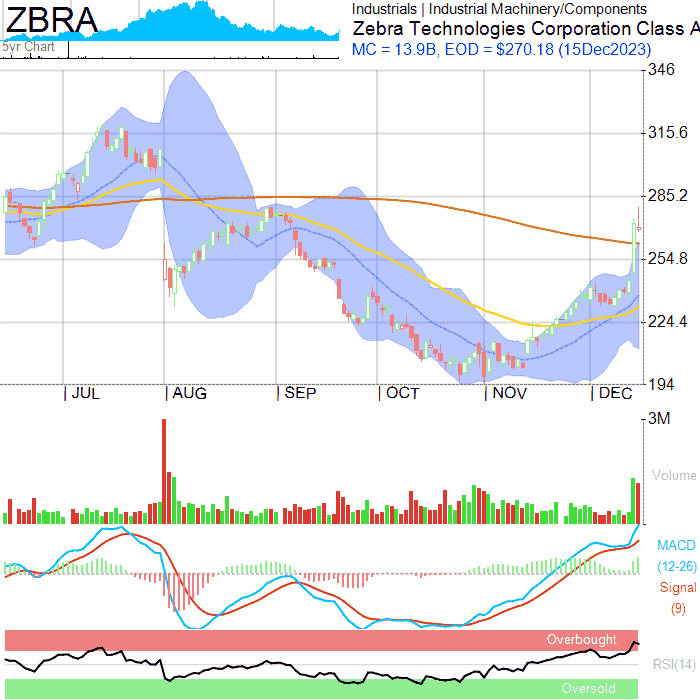 ZBRA
5yr Chart
Industrials | Industrial Machinery/Components
Zebra Technologies Corporation Class A
MC = 13.9B, EOD = $270.18 (15Dec2023)
346
315.6
285.2
254.8
224.4
194
JUL AUG SEP OCT NOV DEC
3M
Volume
MACD
(12-26)
Signal
(9)
Overbought
RSI(14)
Oversold